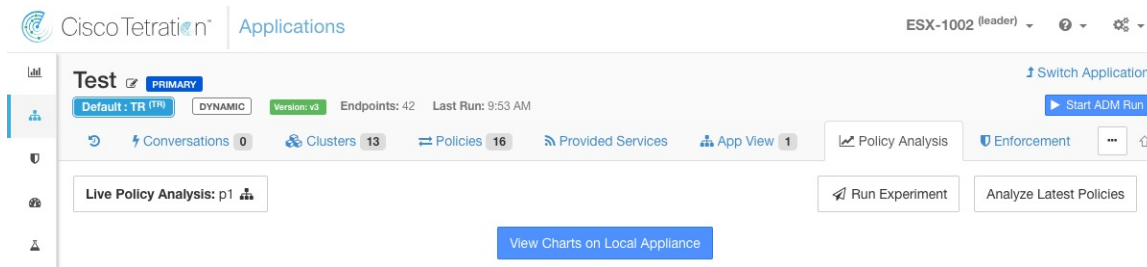 Cisco Tetration™ Applications ESX-1002 (leader)
Test PRIMARY Switch Application
Default : TR (TR) DYNAMIC Version: v3 Endpoints: 42 Last Run: 9:53 AM Start ADM Run
Conversations 0 Clusters 13 Policies 16 Provided Services App View 1 Policy Analysis Enforcement ...
Live Policy Analysis: p1 Run Experiment Analyze Latest Policies
View Charts on Local Appliance